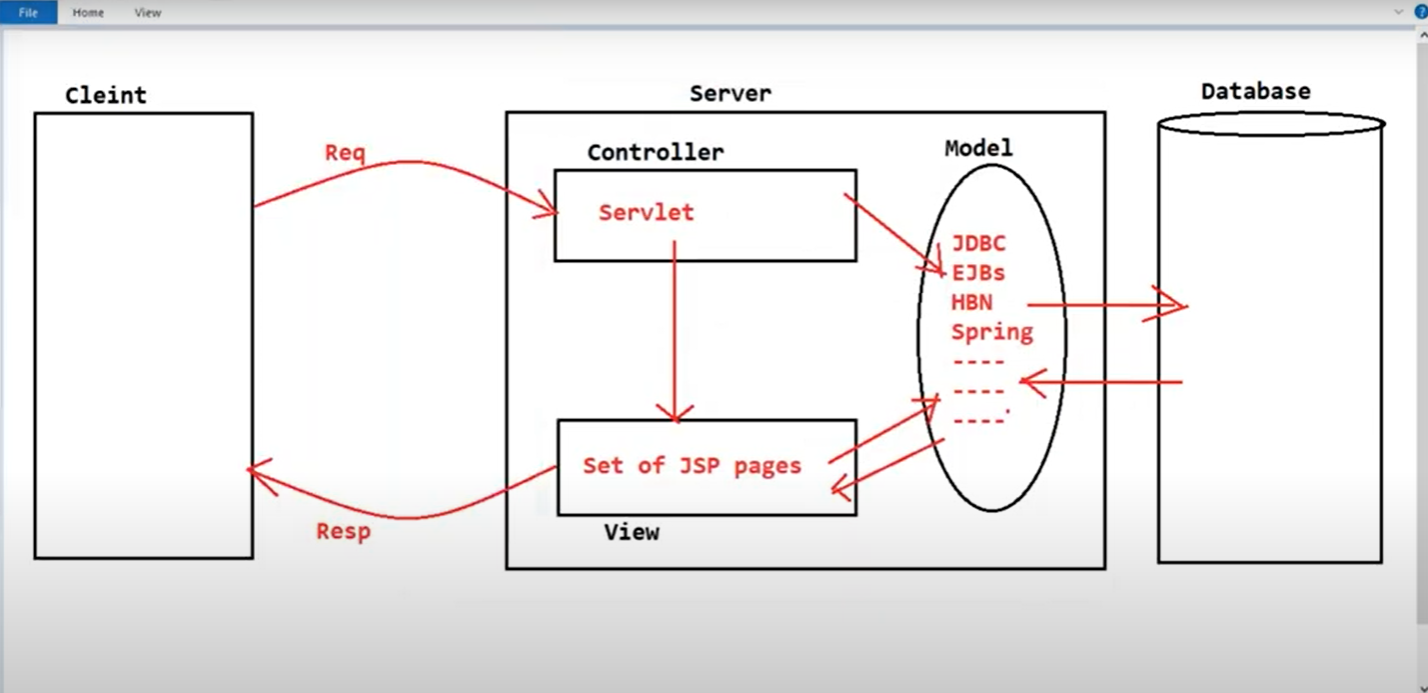 File Home View
Cleint
Server
Database
Req
Controller
Model
Servlet
JDBC
EJBs
HBN
Spring
----
----
----
Set of JSP pages
Resp
View